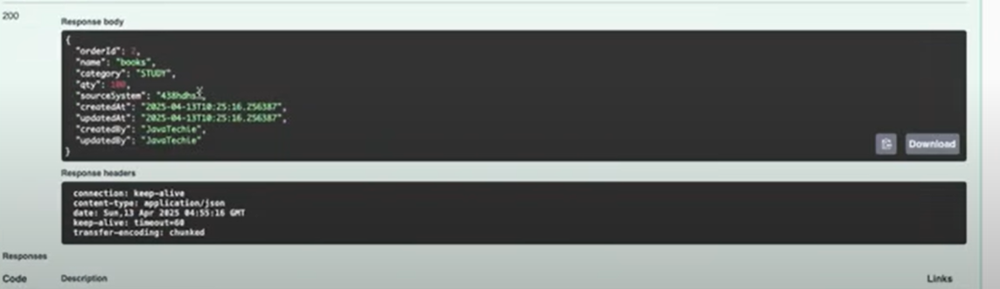 200
Response body
{
"orderId": 2,
"name": "books",
"category": "STUDY",
"qty": 100,
"sourceSystem":
"createdAt": "2025-04-13T10:25:16.256387",
"updatedAt": "2025-04-13T10:25:16.256387",
"createdBy": "JavaTechie",
"updatedBy": "JavaTechie"
}
Download
Response headers
connection: keep-alive
content-type: application/json
date: Sun,13 Apr 2025 04:55:16 GMT
keep-alive: timeout=60
transfer-encoding: chunked
Responses
Code Description Links